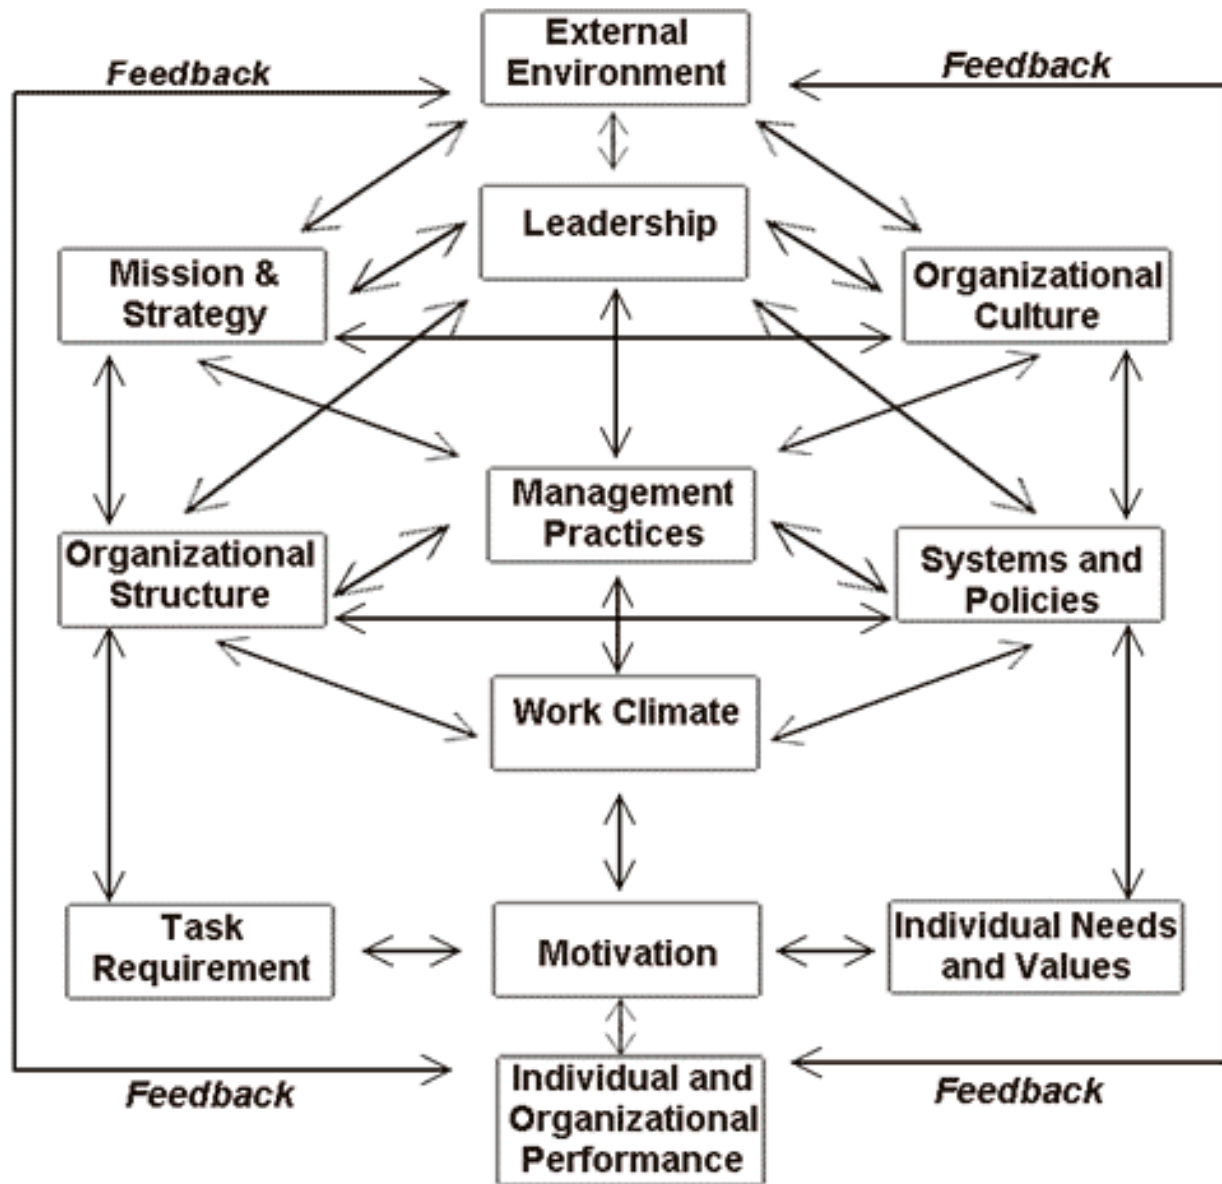 External
Environment
Feedback
Feedback
Leadership
Mission &
Strategy
Organizational
Culture
Management
Practices
Organizational
Structure
Systems and
Policies
Work Climate
Task
Requirement
Motivation
Individual Needs
and Values
Feedback
Individual and
Organizational
Performance
Feedback